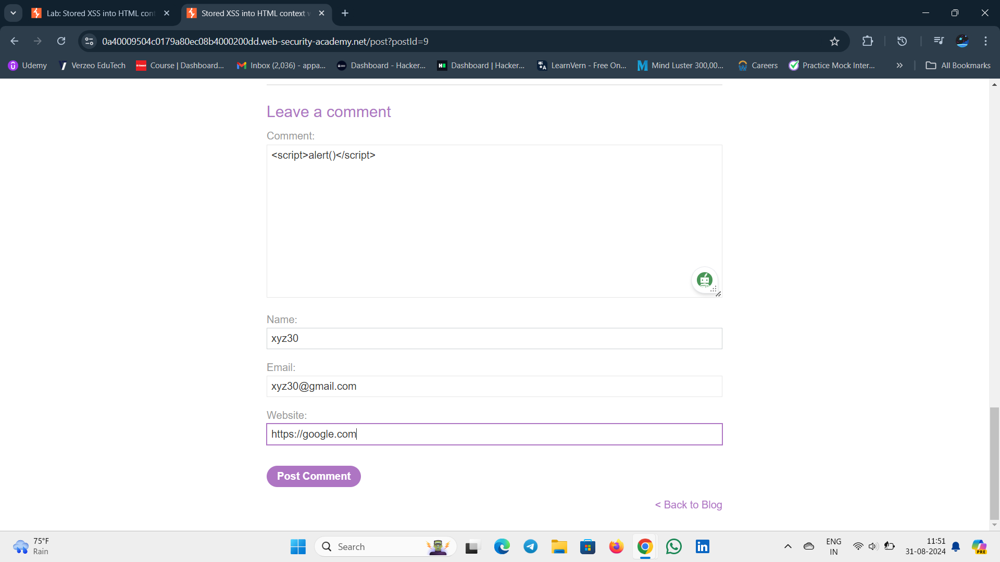 Lab: Stored XSS into HTML cont
Stored XSS into HTML context v
0a40009504c0179a80ec08b4000200dd.web-security-academy.net/post?postId=9
Udemy
Verzeo EduTech
Course | Dashboard...
Inbox (2,036) - appa...
Dashboard - Hacker...
Dashboard | Hacker...
LearnVern - Free On...
Mind Luster 300,00...
Careers
Practice Mock Inter...
All Bookmarks
Leave a comment
Comment:
<script>alert()</script>
Name:
xyz30
Email:
xyz30@gmail.com
Website:
https://google.com
Post Comment
< Back to Blog
75°F
Rain
Search
ENG
IN
11:51
31-08-2024
PRE